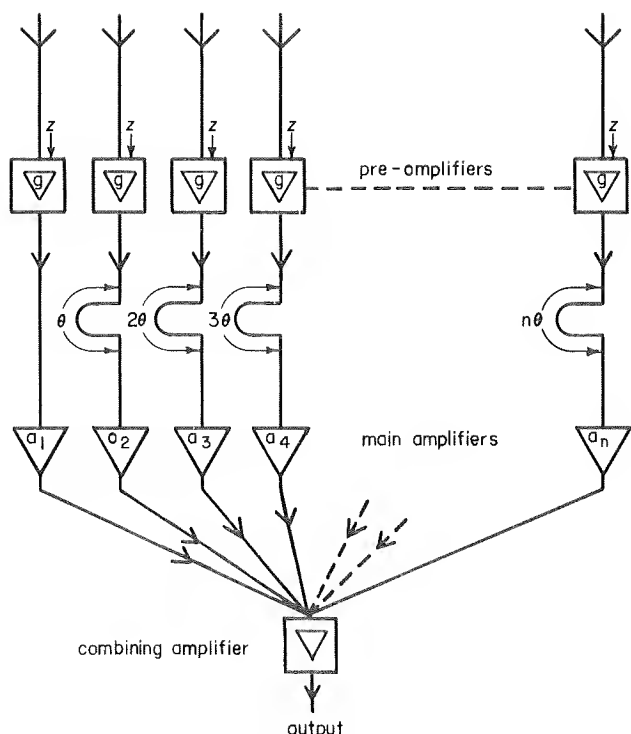 z z z z z
g g g g g
pre-amplifiers
θ 2θ 3θ nθ
a1 a2 a3 a4 an
main amplifiers
combining amplifier
output